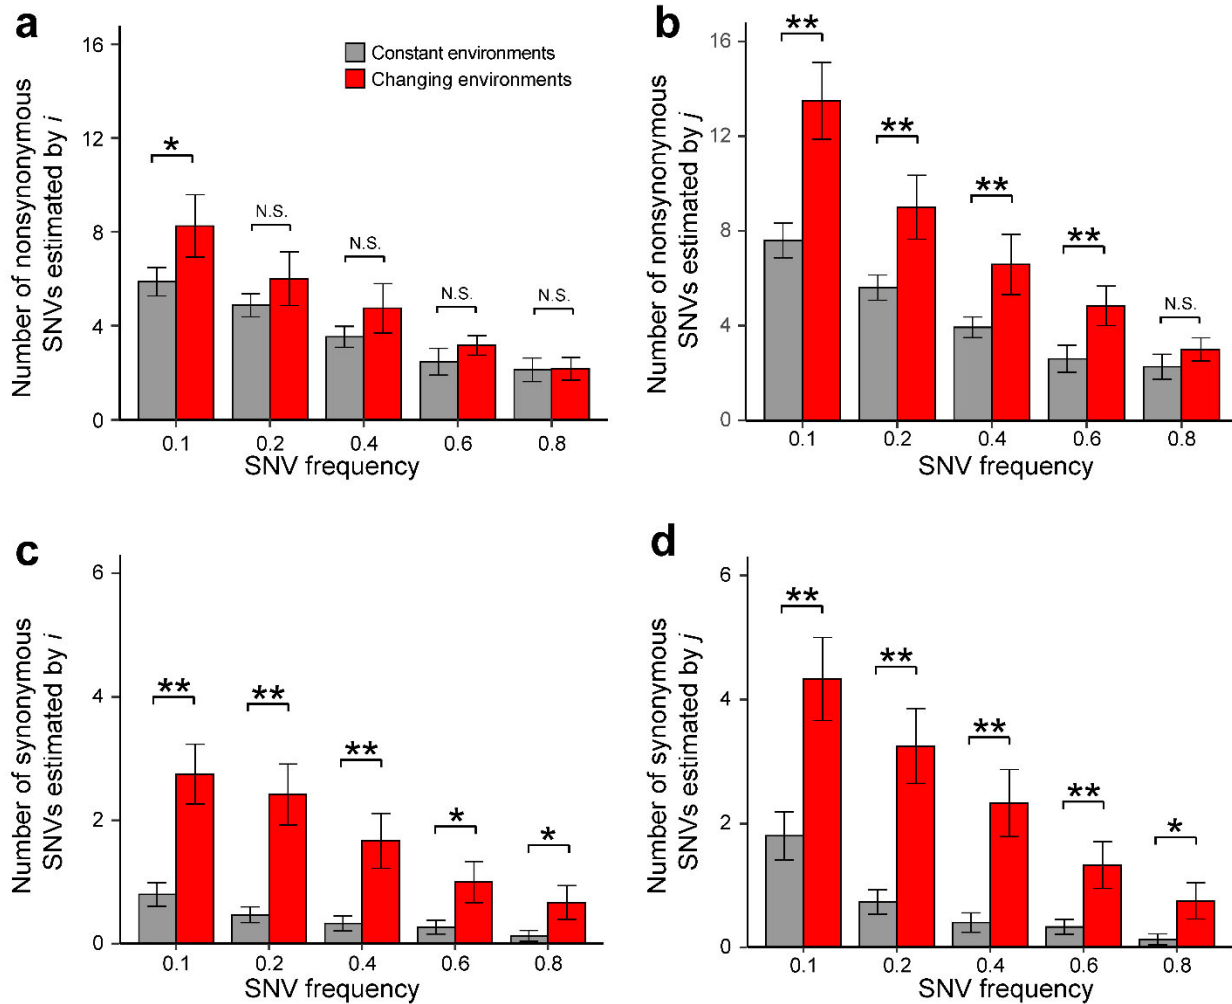 a
Number of nonsynonymous
SNVs estimated by i
16
12
8
4
0
Constant environments
Changing environments
*
N.S.
N.S.
N.S.
N.S.
0.1 0.2 0.4 0.6 0.8
SNV frequency
b
Number of nonsynonymous
SNVs estimated by j
16
12
8
4
0
**
**
**
**
N.S.
0.1 0.2 0.4 0.6 0.8
SNV frequency
c
Number of synonymous
SNVs estimated by i
6
4
2
0
**
**
**
*
*
0.1 0.2 0.4 0.6 0.8
SNV frequency
d
Number of synonymous
SNVs estimated by j
6
4
2
0
**
**
**
**
*
0.1 0.2 0.4 0.6 0.8
SNV frequency